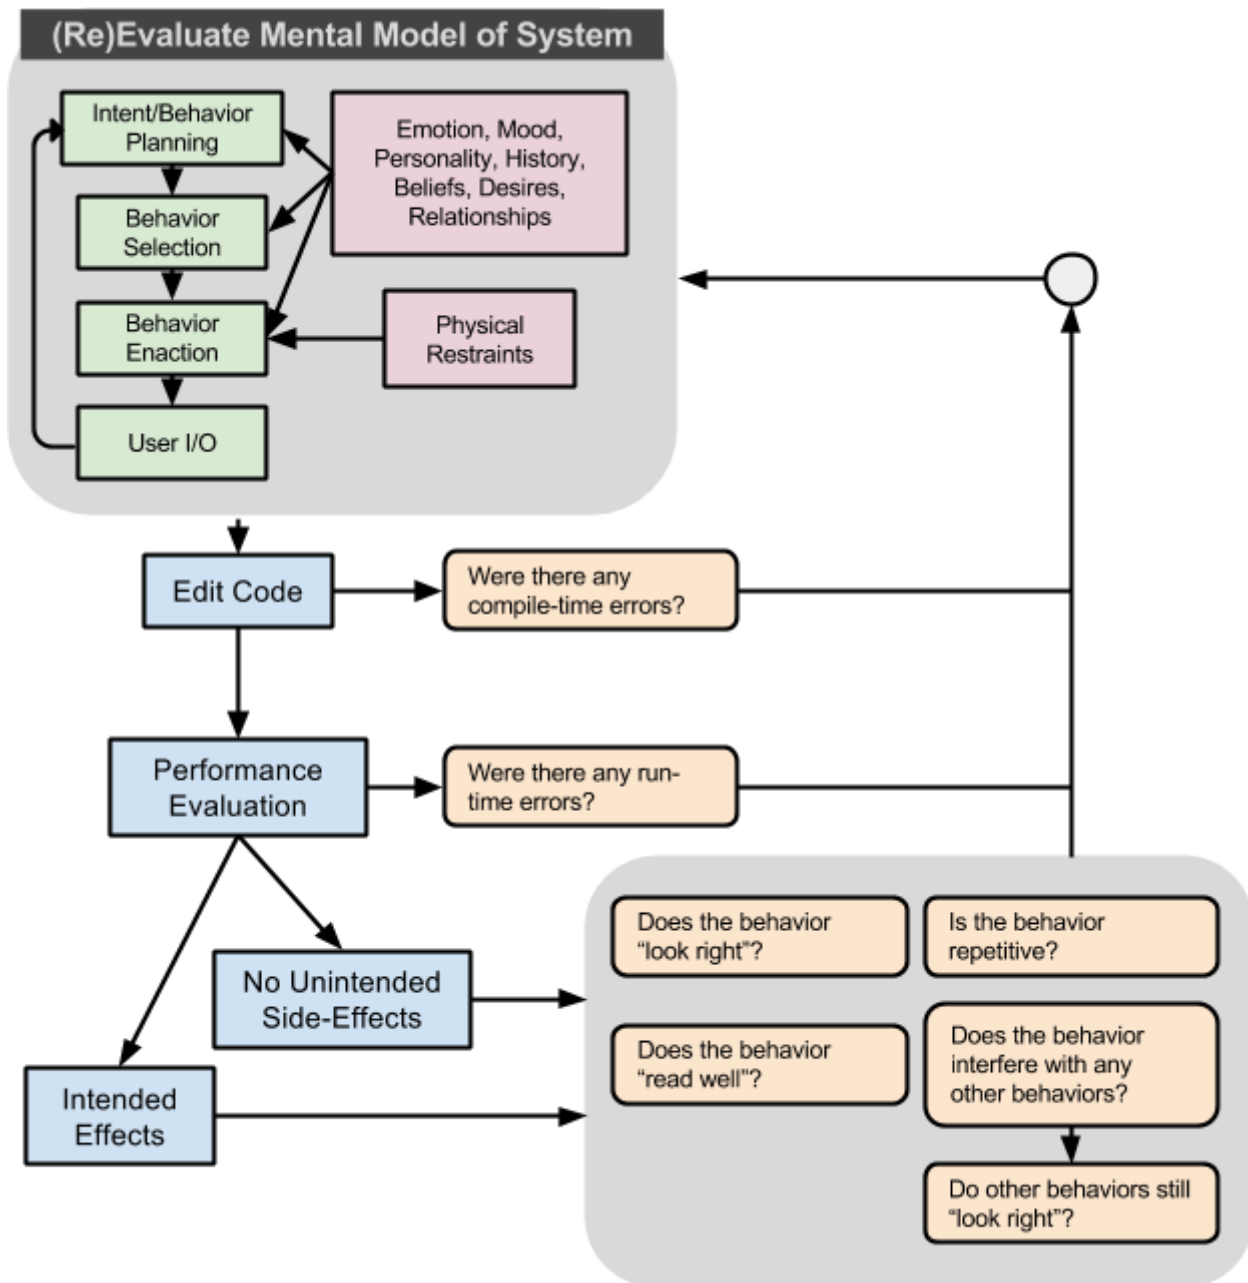 (Re)Evaluate Mental Model of System
Intent/Behavior
Planning
Emotion, Mood,
Personality, History,
Beliefs, Desires,
Relationships
Behavior
Selection
Behavior
Enaction
Physical
Restraints
User I/O
Edit Code
Were there any
compile-time errors?
Performance
Evaluation
Were there any run-
time errors?
Does the behavior
“look right”?
Is the behavior
repetitive?
No Unintended
Side-Effects
Does the behavior
“read well”?
Does the behavior
interfere with any
other behaviors?
Intended
Effects
Do other behaviors still
“look right”?